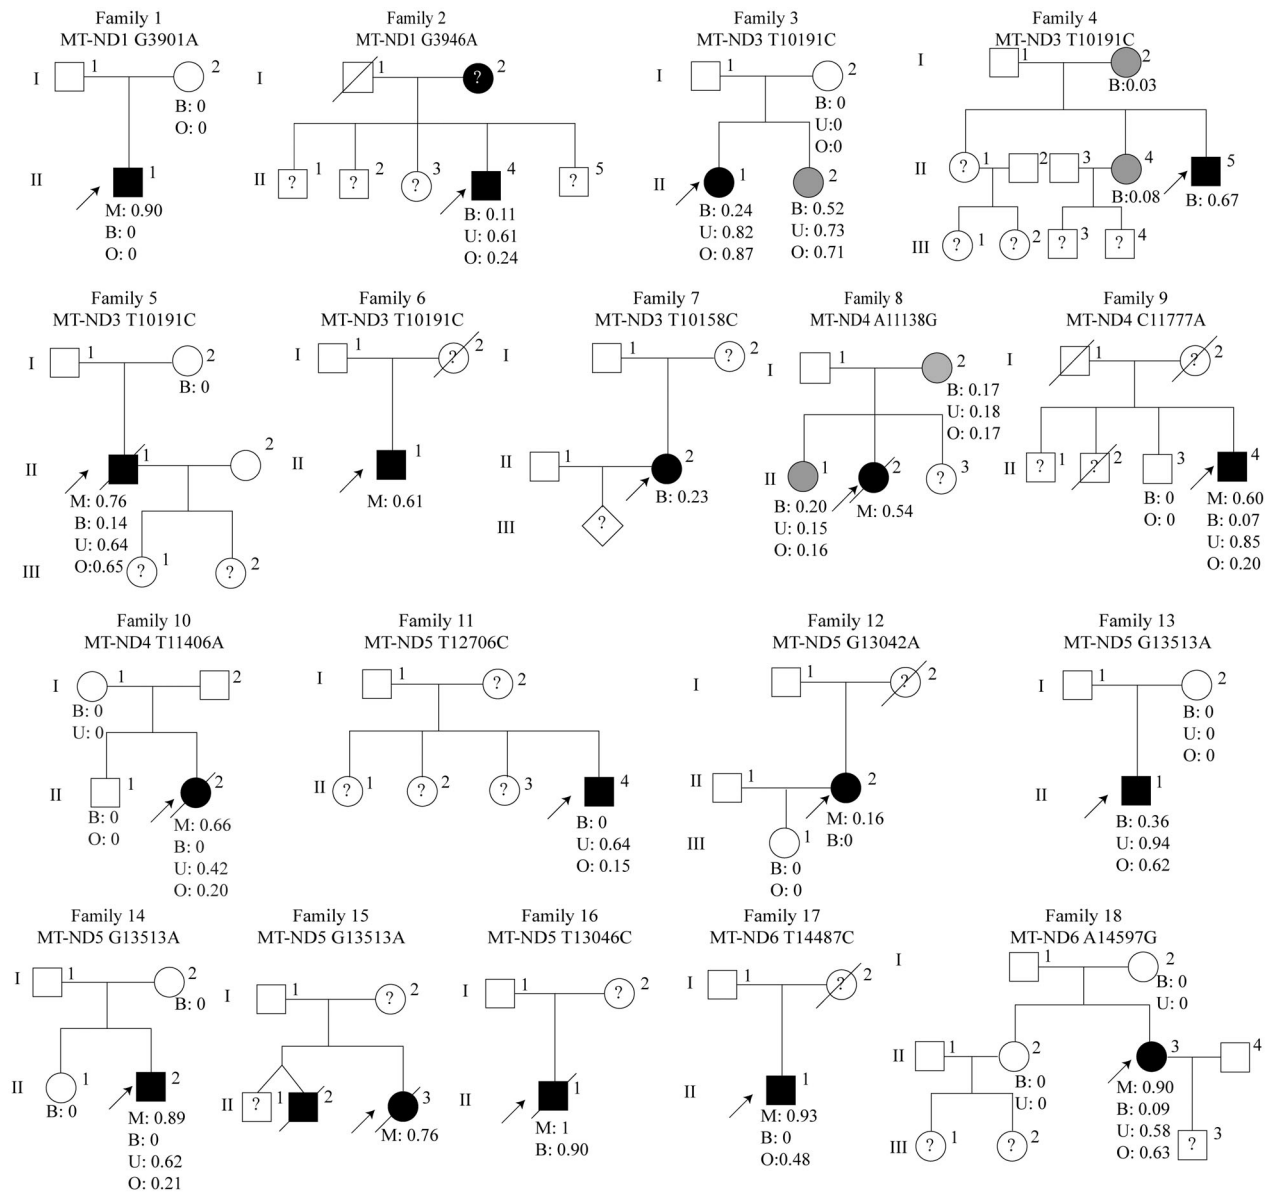 Family 1
MT-ND1 G3901A
I
1
2
B: 0
O: 0
II
1
M: 0.90
B: 0
O: 0
Family 2
MT-ND1 G3946A
I
1
? 2
II
? 1
? 2
? 3
4
? 5
B: 0.11
U: 0.61
O: 0.24
Family 3
MT-ND3 T10191C
I
1
2
B: 0
U:0
O:0
II
1
2
B: 0.24
U: 0.82
O: 0.87
B: 0.52
U: 0.73
O: 0.71
Family 4
MT-ND3 T10191C
I
1
2
B:0.03
II
? 1
2
3
4
5
B:0.08
B: 0.67
III
? 1
? 2
? 3
? 4
Family 5
MT-ND3 T10191C
I
1
2
B: 0
II
1
2
M: 0.76
B: 0.14
U: 0.64
O:0.65
III
? 1
? 2
Family 6
MT-ND3 T10191C
I
1
? 2
II
1
M: 0.61
Family 7
MT-ND3 T10158C
I
1
? 2
II
1
2
B: 0.23
III
?
Family 8
MT-ND4 A11138G
I
1
2
B: 0.17
U: 0.18
O: 0.17
II
1
2
? 3
B: 0.20
U: 0.15
O: 0.16
M: 0.54
Family 9
MT-ND4 C11777A
I
1
? 2
II
? 1
? 2
3
4
B: 0
O: 0
M: 0.60
B: 0.07
U: 0.85
O: 0.20
Family 10
MT-ND4 T11406A
I
1
2
B: 0
U: 0
II
1
2
B: 0
O: 0
M: 0.66
B: 0
U: 0.42
O: 0.20
Family 11
MT-ND5 T12706C
I
1
? 2
II
? 1
? 2
? 3
4
B: 0
U: 0.64
O: 0.15
Family 12
MT-ND5 G13042A
I
1
? 2
II
1
2
M: 0.16
B:0
III
1
B: 0
O: 0
Family 13
MT-ND5 G13513A
I
1
2
B: 0
U: 0
O: 0
II
1
B: 0.36
U: 0.94
O: 0.62
Family 14
MT-ND5 G13513A
I
1
2
B: 0
II
1
2
B: 0
M: 0.89
B: 0
U: 0.62
O: 0.21
Family 15
MT-ND5 G13513A
I
1
? 2
II
? 1
2
3
M: 0.76
Family 16
MT-ND5 T13046C
I
1
? 2
II
1
M: 1
B: 0.90
Family 17
MT-ND6 T14487C
I
1
? 2
II
1
M: 0.93
B: 0
O:0.48
Family 18
MT-ND6 A14597G
I
1
2
B: 0
U: 0
II
1
2
3
4
B: 0
U: 0
M: 0.90
B: 0.09
U: 0.58
O: 0.63
III
? 1
? 2
? 3